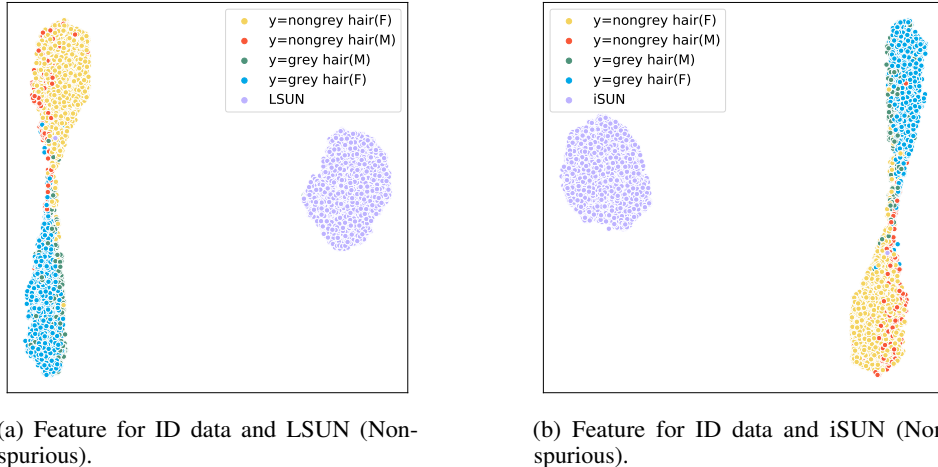 y=nongrey hair(F)
y=nongrey hair(M)
y=grey hair(M)
y=grey hair(F)
LSUN
y=nongrey hair(F)
y=nongrey hair(M)
y=grey hair(M)
y=grey hair(F)
iSUN
(a) Feature for ID data and LSUN (Non-
spurious).
(b) Feature for ID data and iSUN (Non-
spurious).